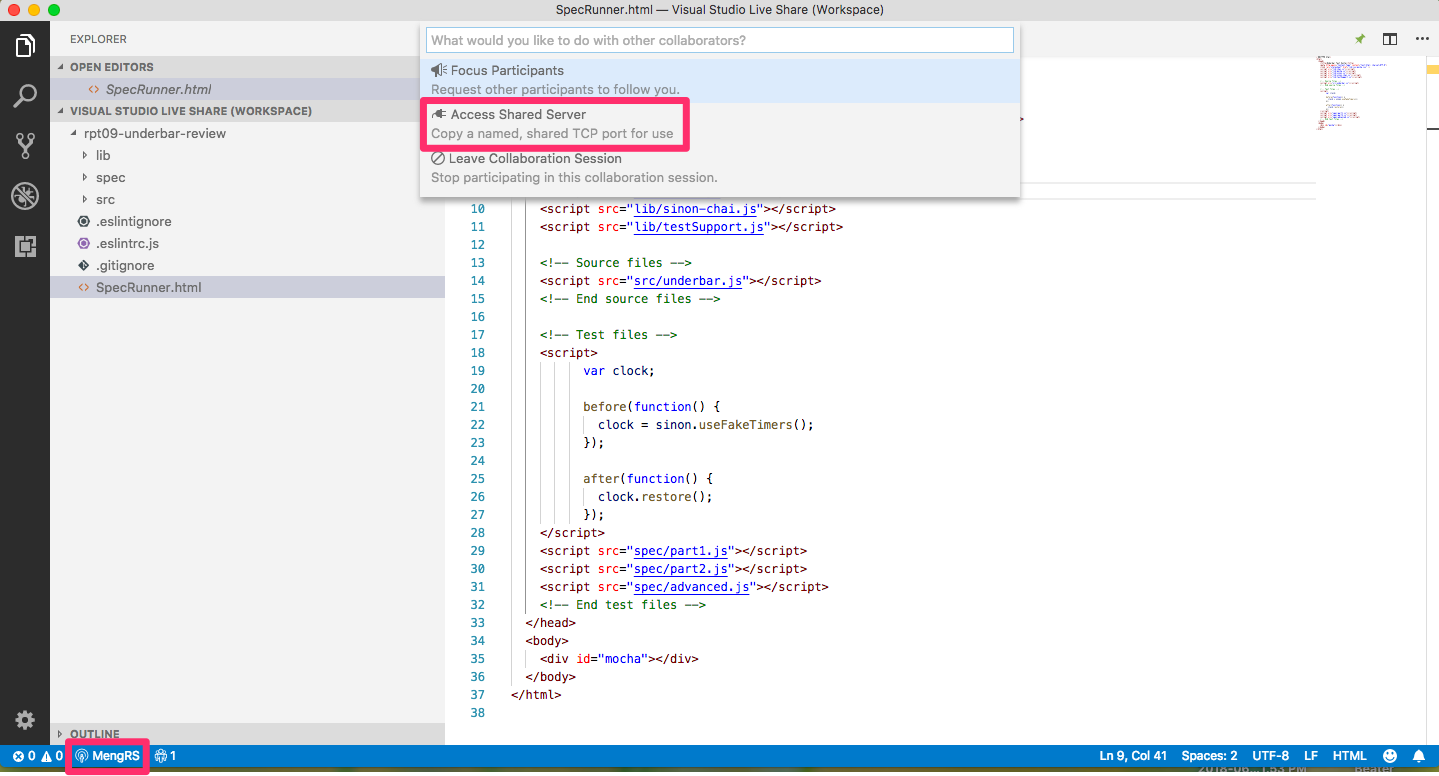 SpecRunner.html — Visual Studio Live Share (Workspace)
EXPLORER
OPEN EDITORS
SpecRunner.html
VISUAL STUDIO LIVE SHARE (WORKSPACE)
rpt09-underbar-review
lib
spec
src
.eslintignore
.eslintrc.js
.gitignore
SpecRunner.html
OUTLINE
What would you like to do with other collaborators?
Focus Participants
Request other participants to follow you.
Access Shared Server
Copy a named, shared TCP port for use
Leave Collaboration Session
Stop participating in this collaboration session.
>
10 <script src="lib/sinon-chai.js"></script>
11 <script src="lib/testSupport.js"></script>
12
13 <!-- Source files -->
14 <script src="src/underbar.js"></script>
15 <!-- End source files -->
16
17 <!-- Test files -->
18 <script>
19 var clock;
20
21 before(function() {
22 clock = sinon.useFakeTimers();
23 });
24
25 after(function() {
26 clock.restore();
27 });
28 </script>
29 <script src="spec/part1.js"></script>
30 <script src="spec/part2.js"></script>
31 <script src="spec/advanced.js"></script>
32 <!-- End test files -->
33 </head>
34 <body>
35 <div id="mocha"></div>
36 </body>
37 </html>
38
0 0 MengRS 1 Ln 9, Col 41 Spaces: 2 UTF-8 LF HTML